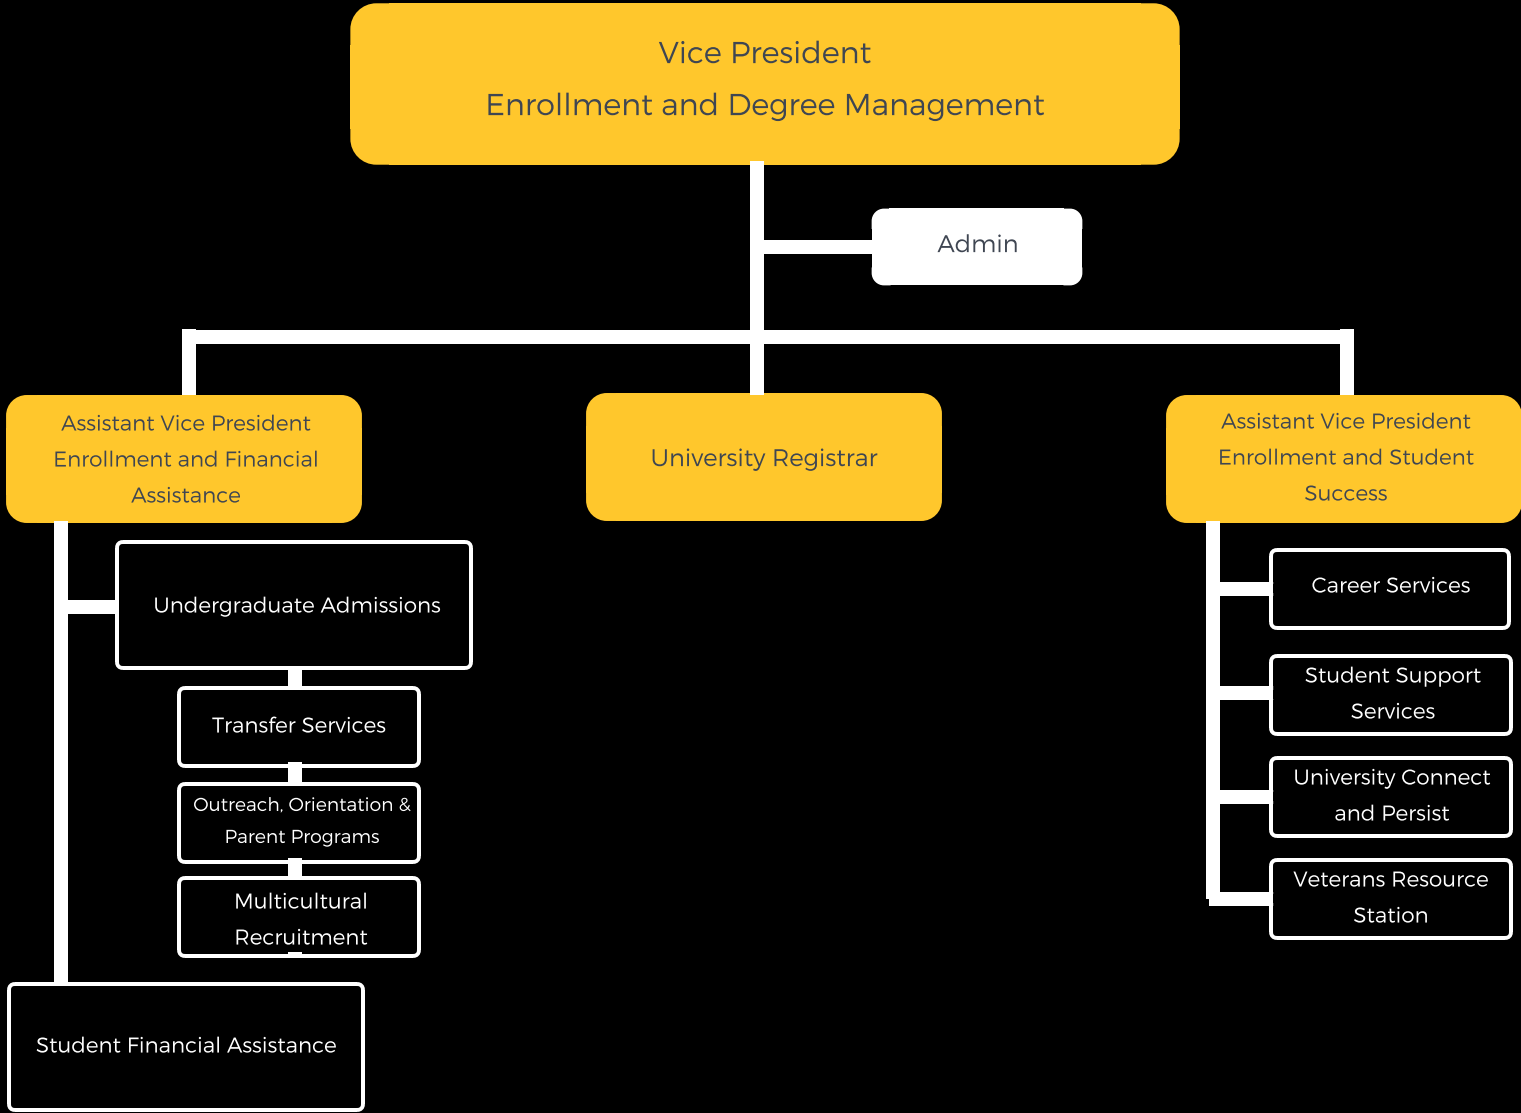 Vice President
Enrollment and Degree Management
Admin
Assistant Vice President
Enrollment and Financial
Assistance
University Registrar
Assistant Vice President
Enrollment and Student
Success
Undergraduate Admissions
Transfer Services
Outreach, Orientation &
Parent Programs
Multicultural
Recruitment
Student Financial Assistance
Career Services
Student Support
Services
University Connect
and Persist
Veterans Resource
Station